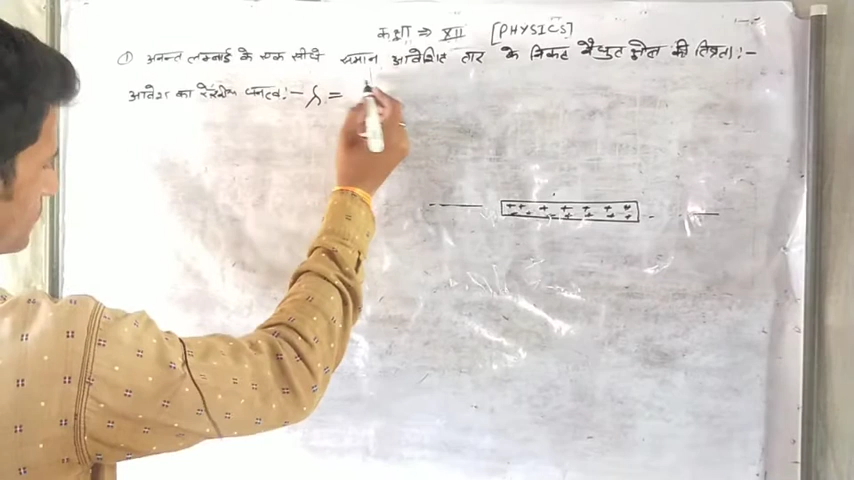 कक्षा ⇒ XII [PHYSICS]
① अनन्त लम्बाई के एक सीधे समान आवेशित तार के निकट वैधुत क्षेत्र की तिव्रता:-
आवेश का रेखीय घनत्व:- λ =